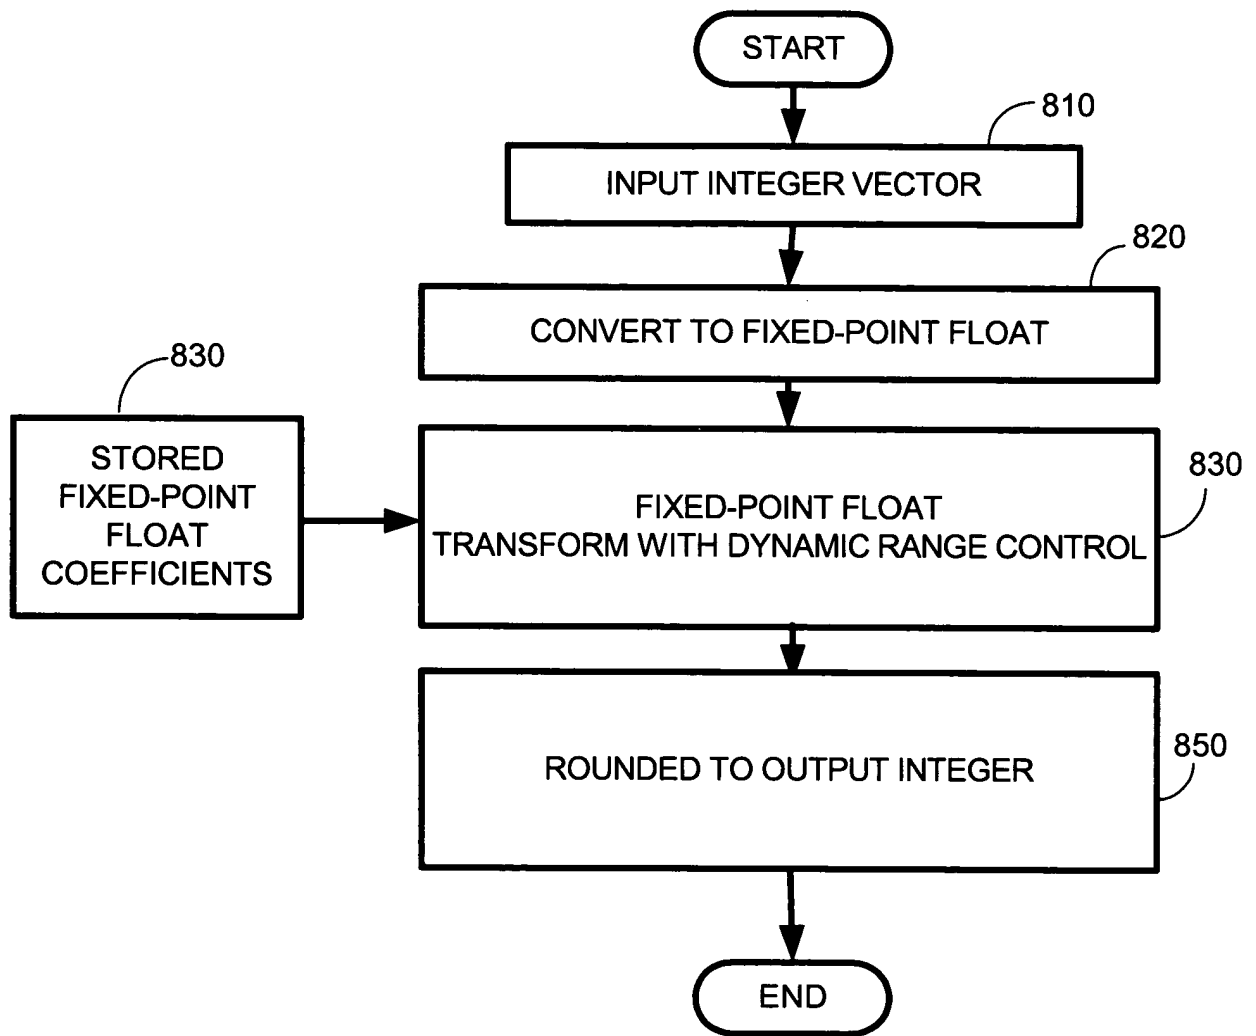 START
810
INPUT INTEGER VECTOR
820
CONVERT TO FIXED-POINT FLOAT
830
STORED
FIXED-POINT
FLOAT
COEFFICIENTS
830
FIXED-POINT FLOAT
TRANSFORM WITH DYNAMIC RANGE CONTROL
850
ROUNDED TO OUTPUT INTEGER
END